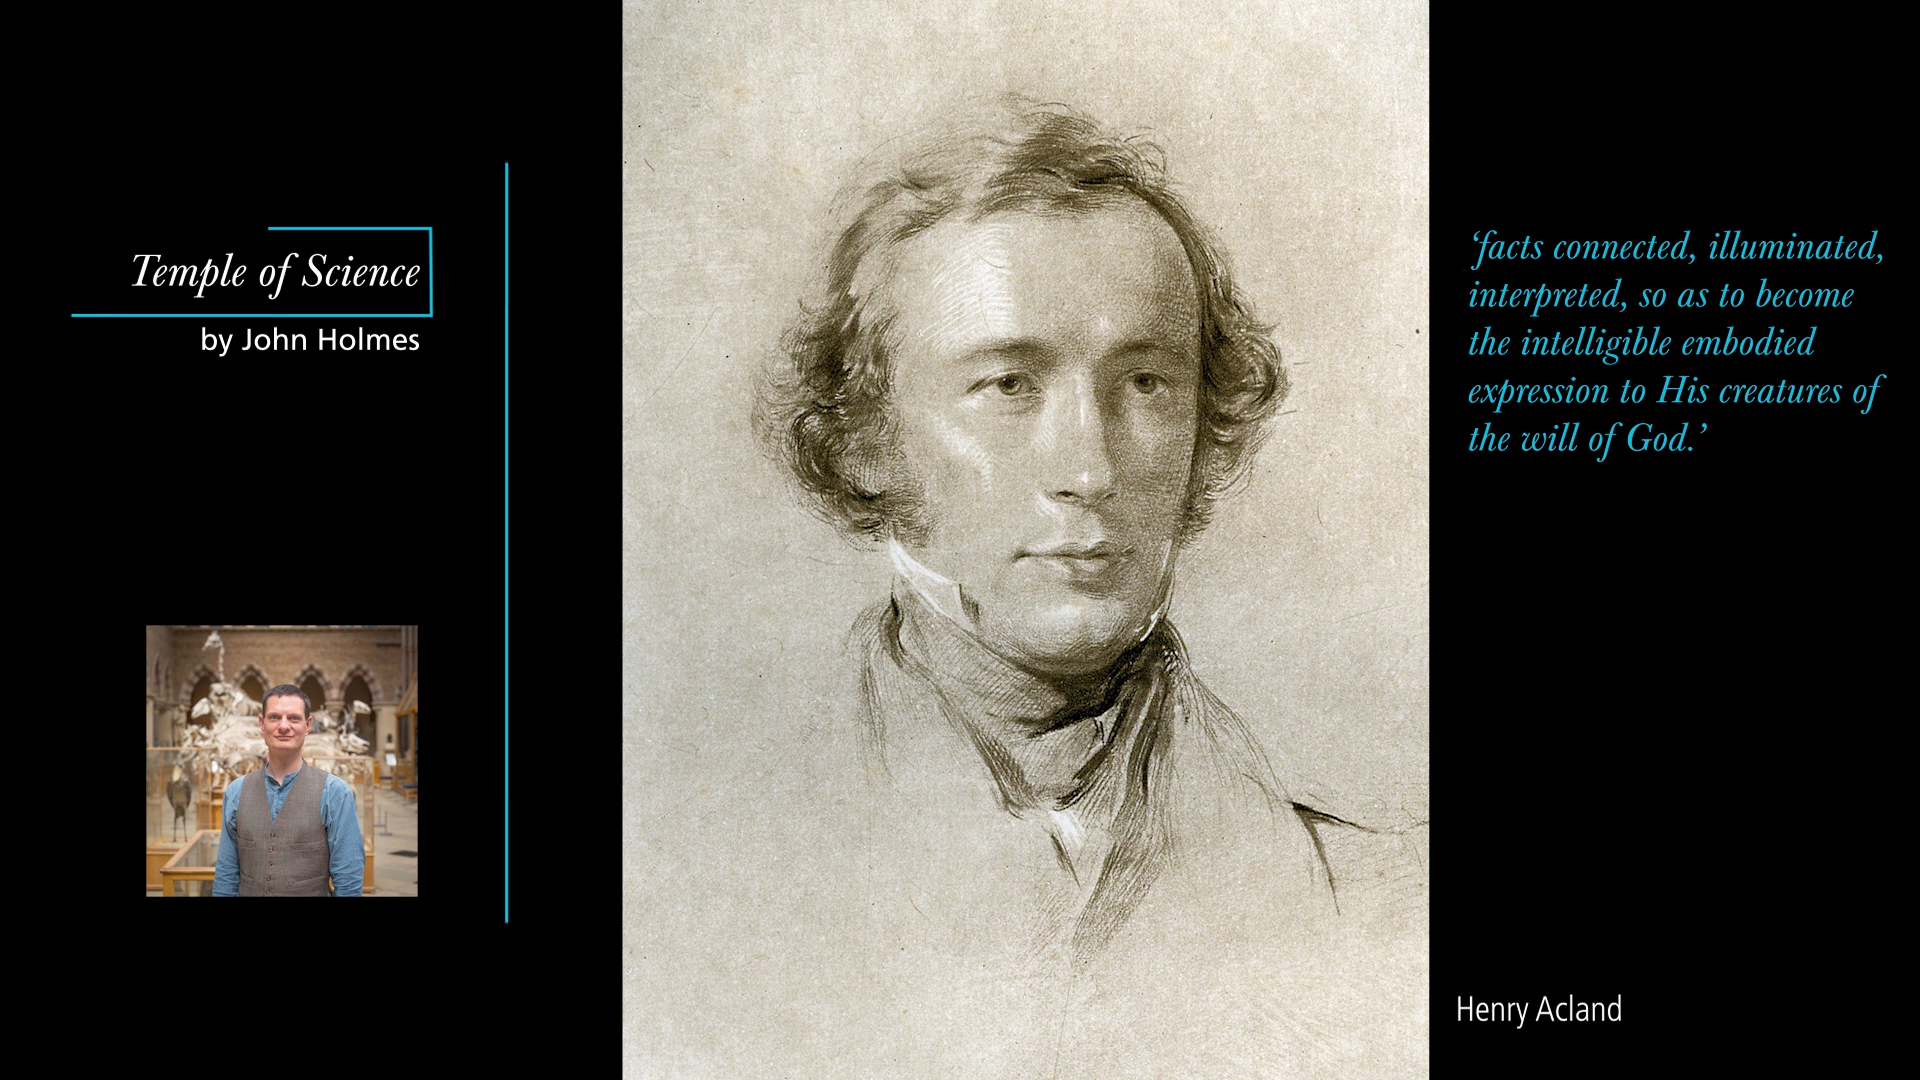 Temple of Science
by John Holmes
‘facts connected, illuminated,
interpreted, so as to become
the intelligible embodied
expression to His creatures of
the will of God.’
Henry Acland